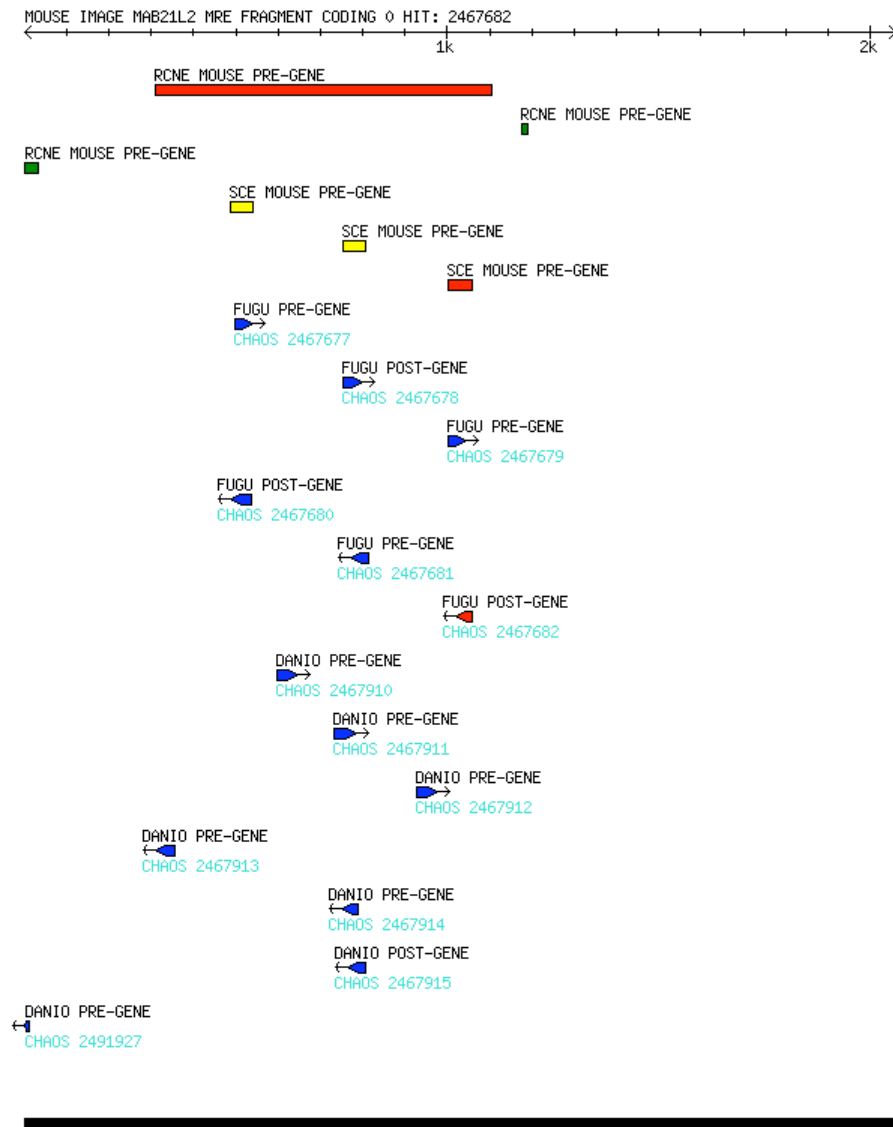 MOUSE IMAGE MAB21L2 MRE FRAGMENT CODING 0 HIT: 2467682
1k 2k
RCNE MOUSE PRE-GENE
RCNE MOUSE PRE-GENE
RCNE MOUSE PRE-GENE
SCE MOUSE PRE-GENE
SCE MOUSE PRE-GENE
SCE MOUSE PRE-GENE
FUGU PRE-GENE
CHAOS 2467677
FUGU POST-GENE
CHAOS 2467678
FUGU PRE-GENE
CHAOS 2467679
FUGU POST-GENE
CHAOS 2467680
FUGU PRE-GENE
CHAOS 2467681
FUGU POST-GENE
CHAOS 2467682
DANIO PRE-GENE
CHAOS 2467910
DANIO PRE-GENE
CHAOS 2467911
DANIO PRE-GENE
CHAOS 2467912
DANIO PRE-GENE
CHAOS 2467913
DANIO PRE-GENE
CHAOS 2467914
DANIO POST-GENE
CHAOS 2467915
DANIO PRE-GENE
CHAOS 2491927